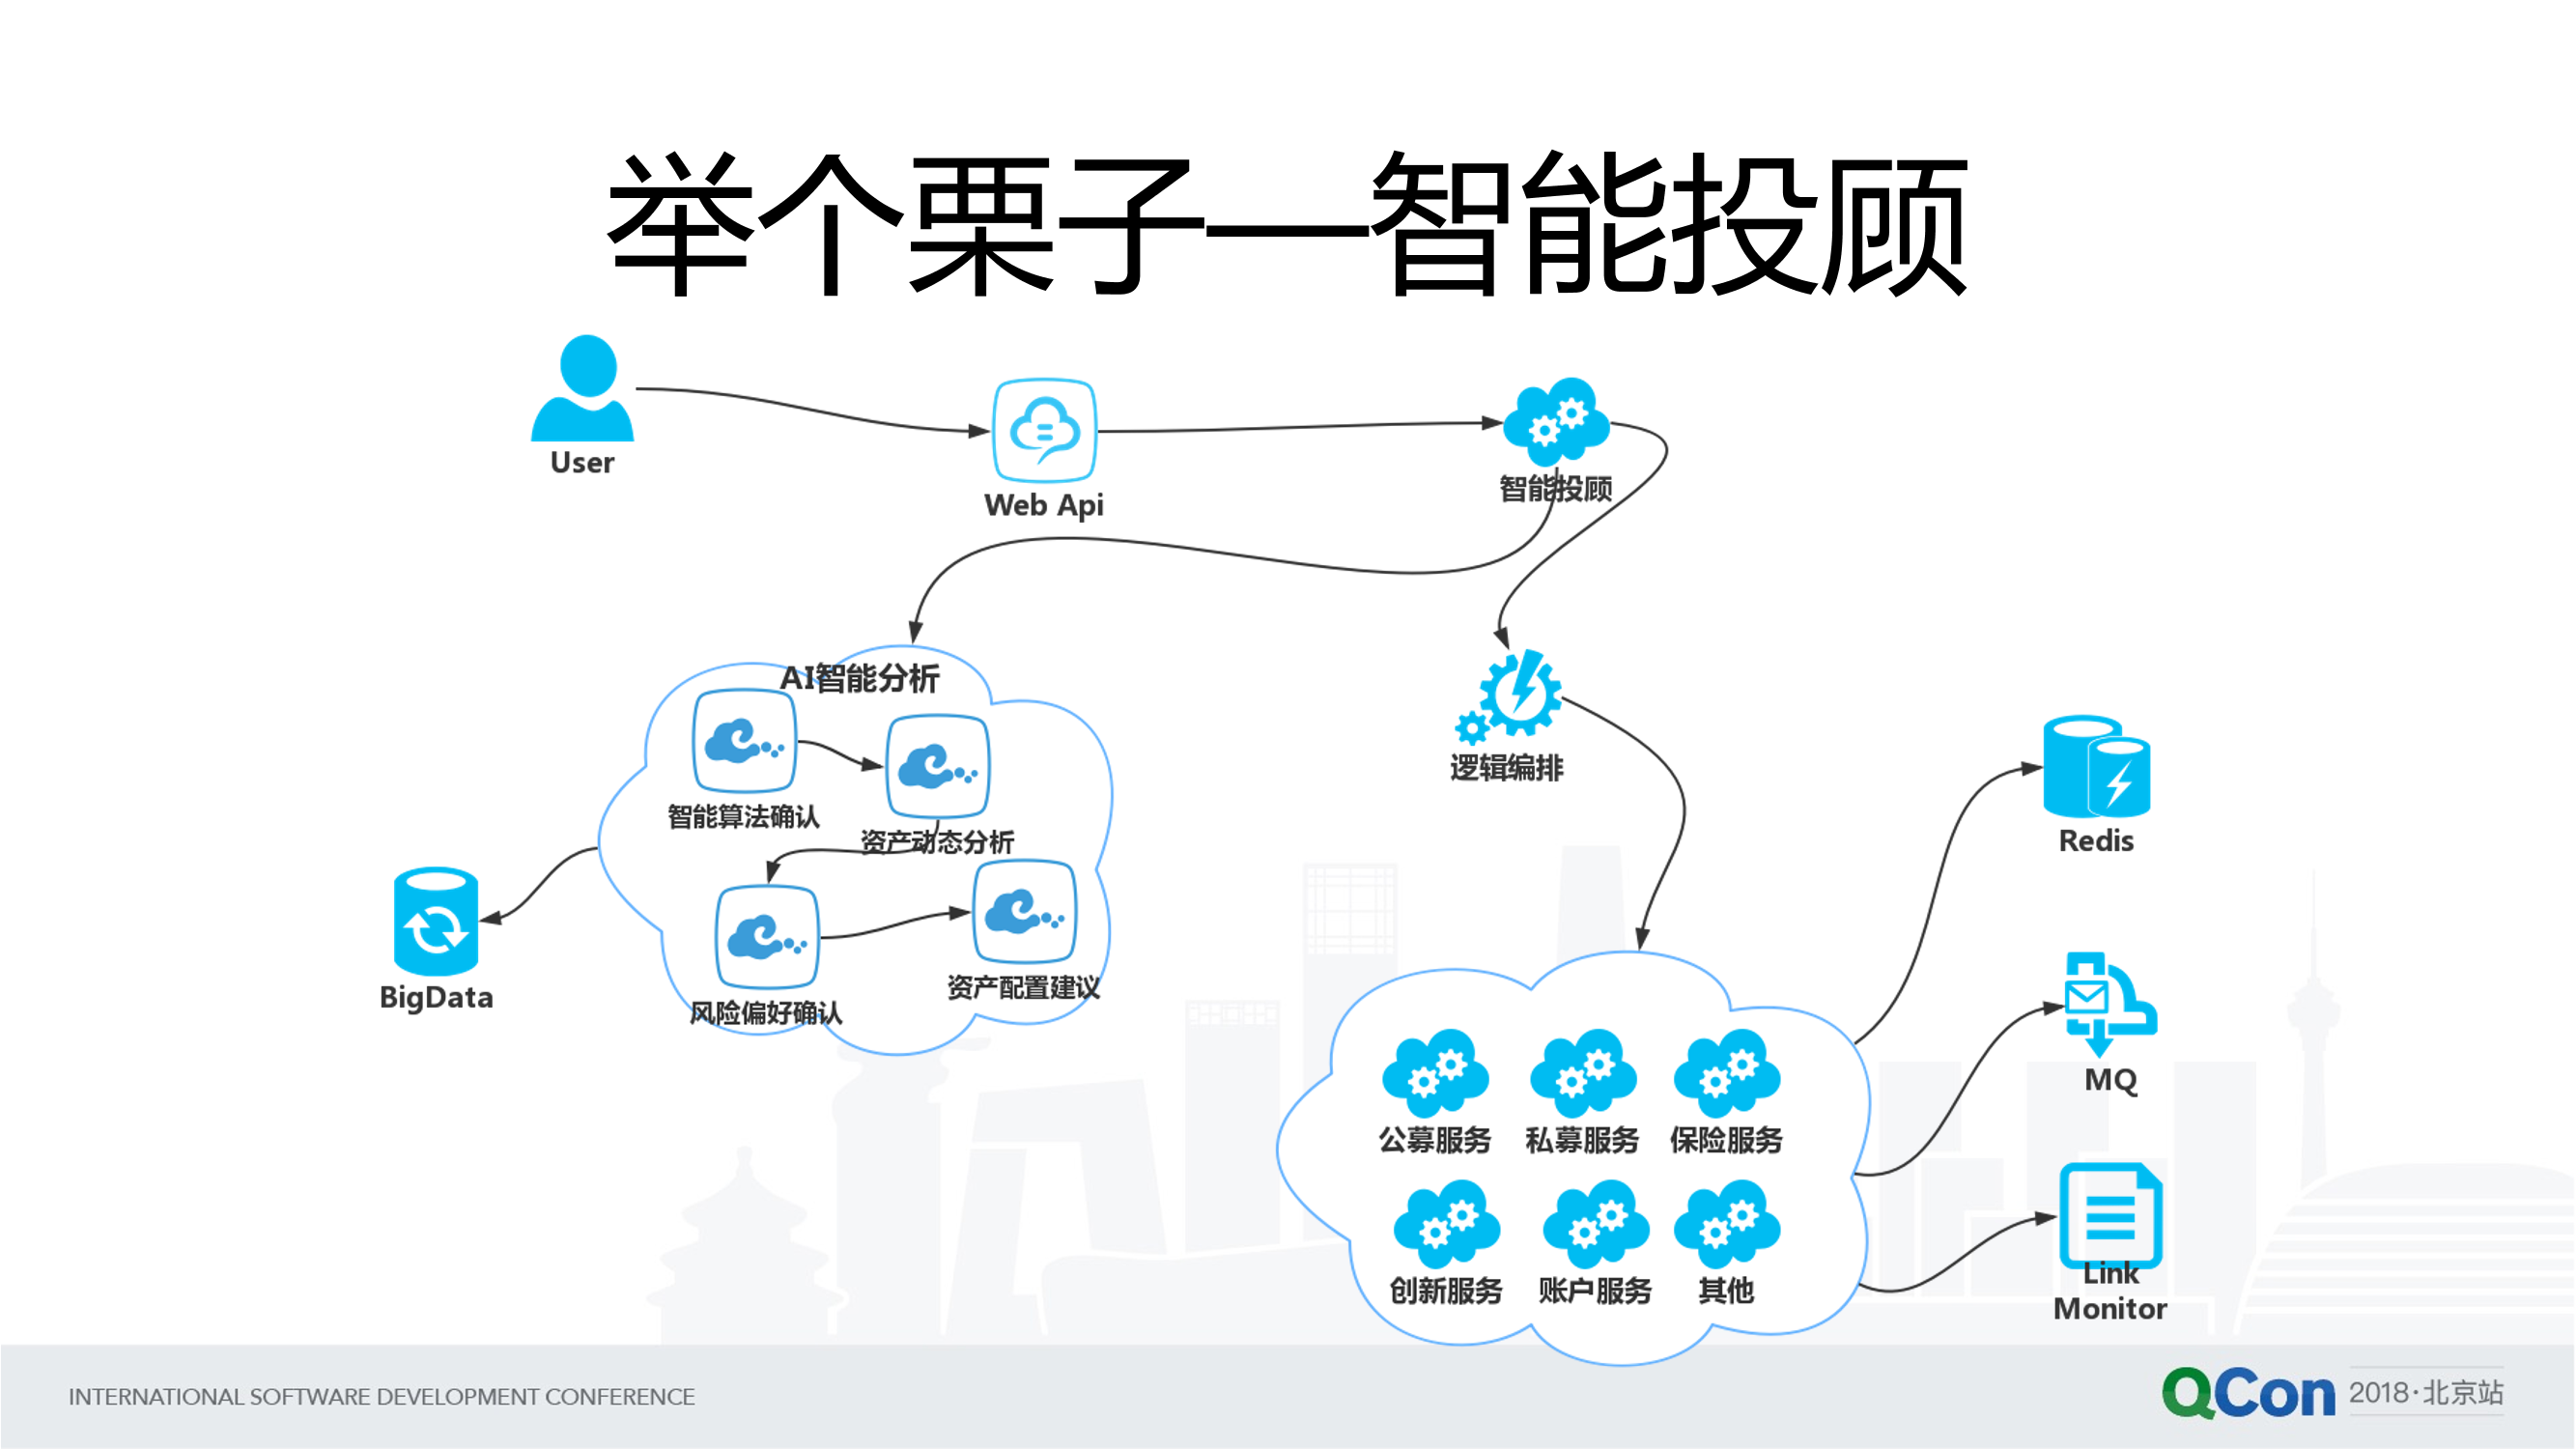 举个栗子—智能投顾
User
Web Api
智能投顾
AI智能分析
智能算法确认
资产动态分析
风险偏好确认
资产配置建议
BigData
逻辑编排
公募服务
私募服务
保险服务
创新服务
账户服务
其他
Redis
MQ
Link
Monitor
INTERNATIONAL SOFTWARE DEVELOPMENT CONFERENCE
QCon 2018·北京站